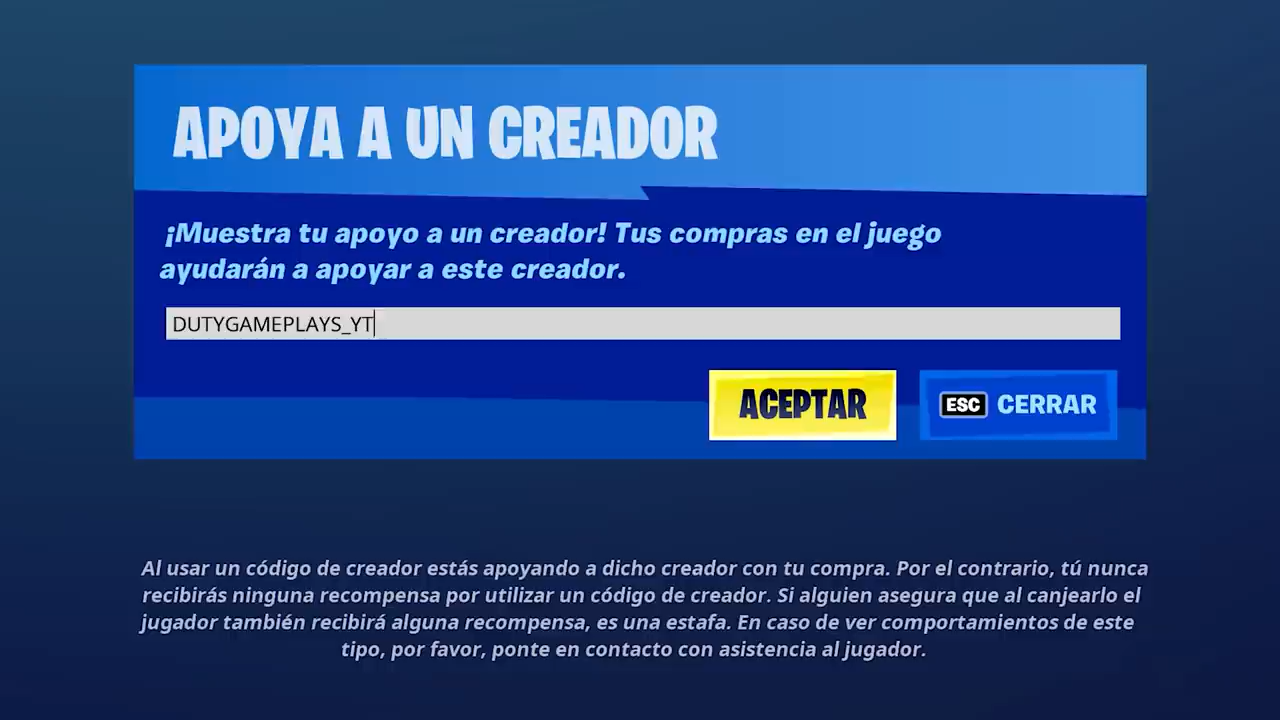 APOYA A UN CREADOR
¡Muestra tu apoyo a un creador! Tus compras en el juego
ayudarán a apoyar a este creador.
DUTYGAMEPLAYS_YT
ACEPTAR
ESC CERRAR
Al usar un código de creador estás apoyando a dicho creador con tu compra. Por el contrario, tú nunca
recibirás ninguna recompensa por utilizar un código de creador. Si alguien asegura que al canjearlo el
jugador también recibirá alguna recompensa, es una estafa. En caso de ver comportamientos de este
tipo, por favor, ponte en contacto con asistencia al jugador.